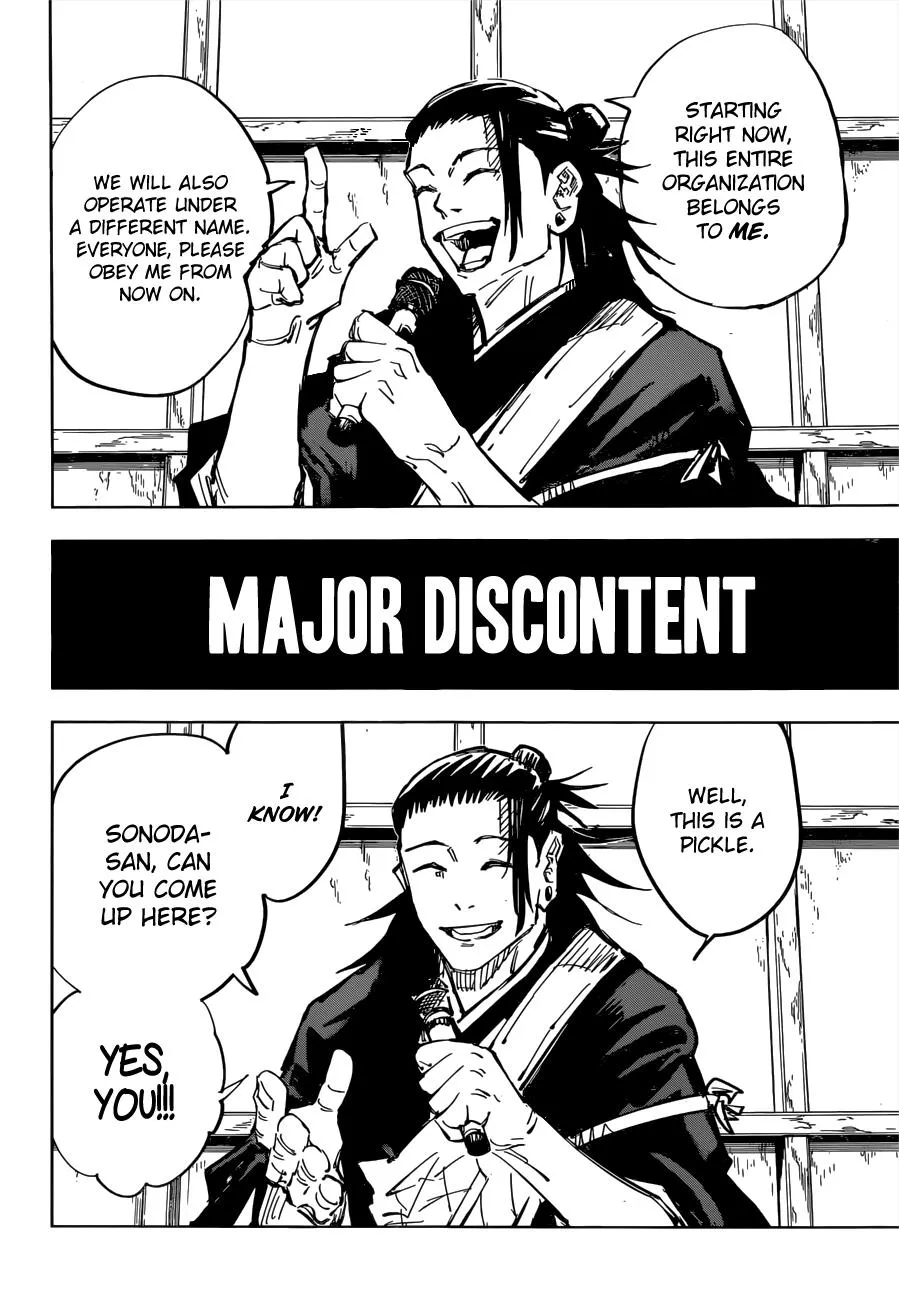 STARTING
RIGHT NOW,
THIS ENTIRE
ORGANIZATION
BELONGS
TO ME.
WE WILL ALSO
OPERATE UNDER
A DIFFERENT NAME.
EVERYONE, PLEASE
OBEY ME FROM
NOW ON.
MAJOR DISCONTENT
WELL,
THIS IS A
PICKLE.
I
KNOW!
SONODA-
SAN, CAN
YOU COME
UP HERE?
YES,
YOU!!!